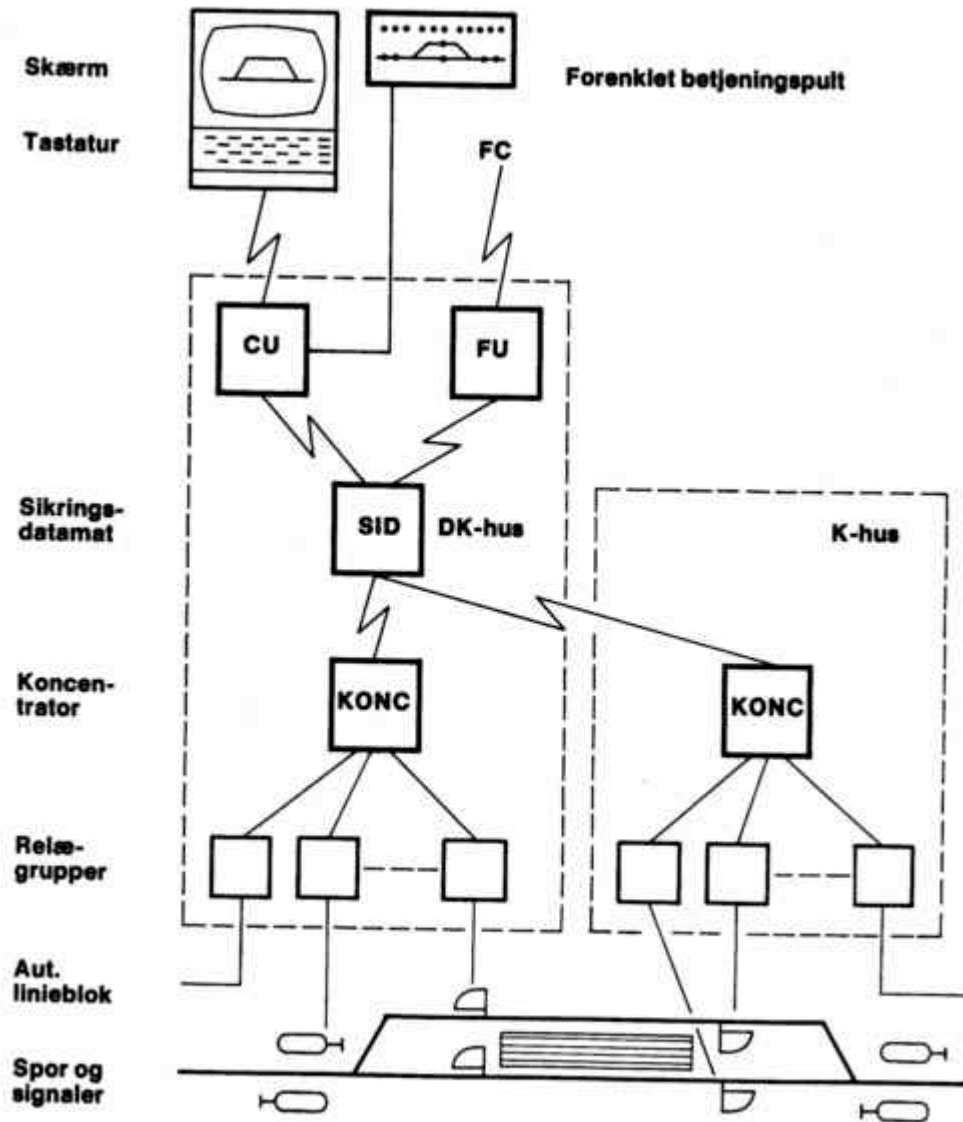 Skærm
Forenklet betjeningspult
Tastatur
FC
CU
FU
Sikrings-
datamat
SID
DK-hus
K-hus
Koncen-
trator
KONC
KONC
Relæ-
grupper
Aut.
linieblok
Spor og
signaler